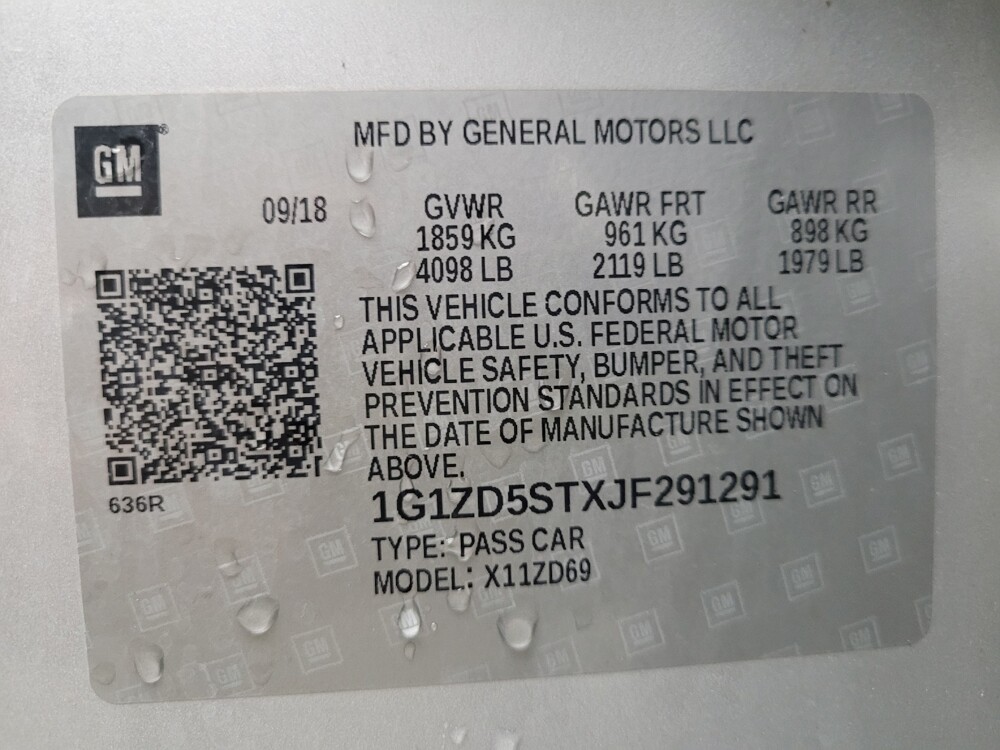 GM
MFD BY GENERAL MOTORS LLC
09/18
GVWR GAWR FRT GAWR RR
1859 KG 961 KG 898 KG
4098 LB 2119 LB 1979 LB
THIS VEHICLE CONFORMS TO ALL
APPLICABLE U.S. FEDERAL MOTOR
VEHICLE SAFETY, BUMPER, AND THEFT
PREVENTION STANDARDS IN EFFECT ON
THE DATE OF MANUFACTURE SHOWN
ABOVE.
636R
1G1ZD5STXJF291291
TYPE: PASS CAR
MODEL: X11ZD69